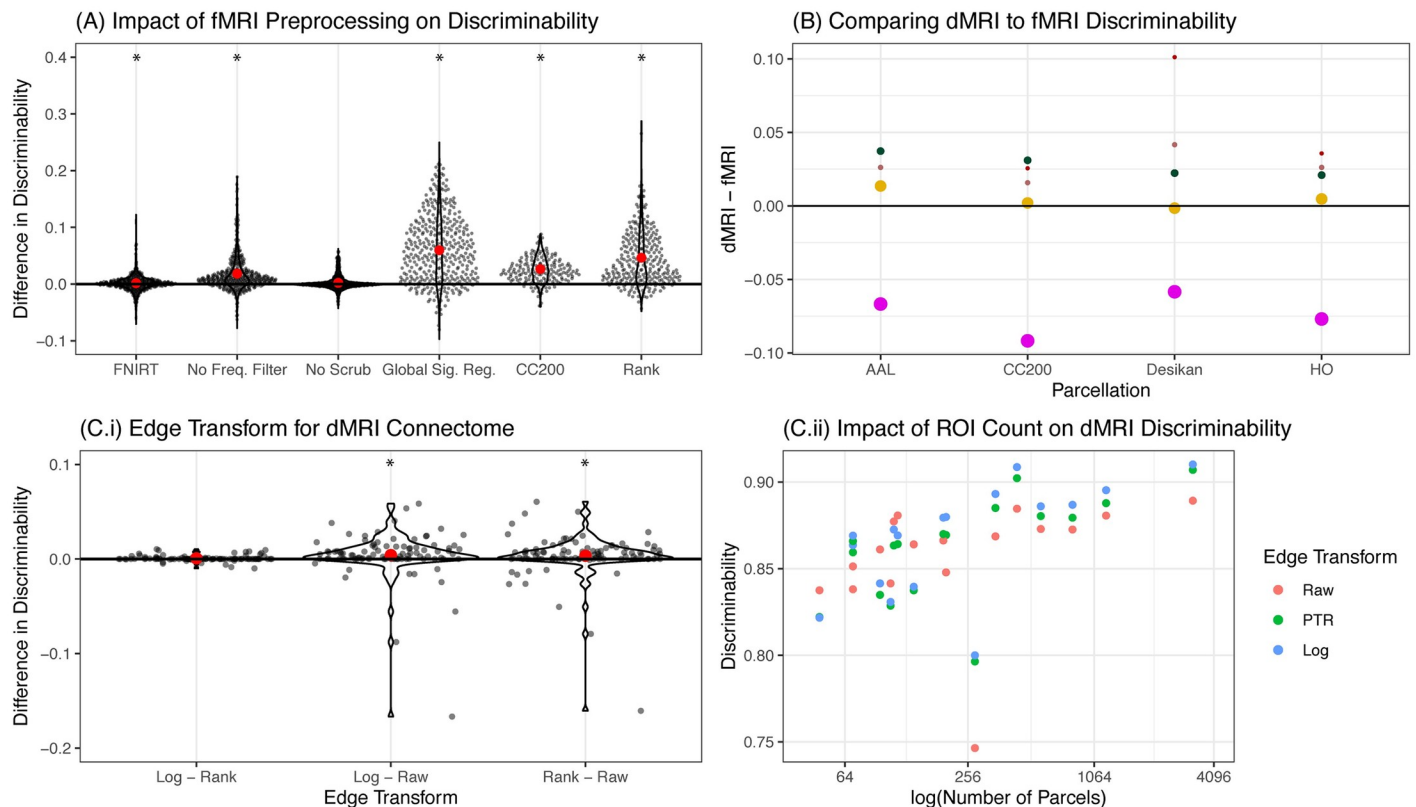 (A) Impact of fMRI Preprocessing on Discriminability
Difference in Discriminability
0.4
0.3
0.2
0.1
0.0
−0.1
* * * * *
FNIRT No Freq. Filter No Scrub Global Sig. Reg. CC200 Rank
(B) Comparing dMRI to fMRI Discriminability
dMRI − fMRI
0.10
0.05
0.00
−0.05
−0.10
AAL CC200 Desikan HO
Parcellation
(C.i) Edge Transform for dMRI Connectome
Difference in Discriminability
0.1
0.0
−0.1
−0.2
* *
Log − Rank Log − Raw Rank − Raw
Edge Transform
(C.ii) Impact of ROI Count on dMRI Discriminability
Discriminability
0.90
0.85
0.80
0.75
64 256 1064 4096
log(Number of Parcels)
Edge Transform
Raw
PTR
Log